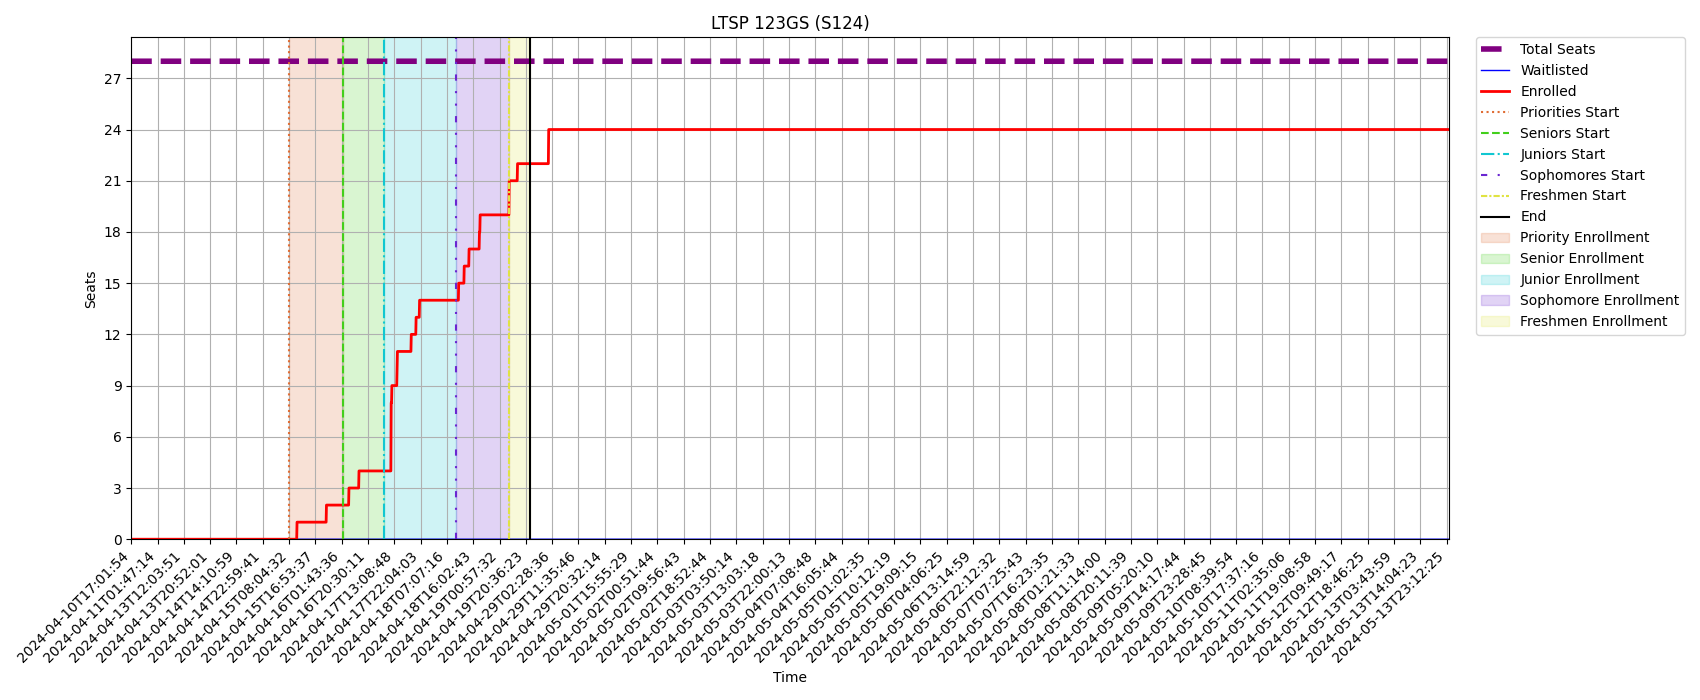 LTSP 123GS (S124)
Seats
27
24
21
18
15
12
9
6
3
0
2024-04-10T17:01:54
2024-04-11T01:47:14
2024-04-13T12:03:51
2024-04-13T20:52:01
2024-04-14T14:10:59
2024-04-14T22:59:41
2024-04-15T08:04:32
2024-04-15T16:53:37
2024-04-16T01:43:36
2024-04-16T20:30:11
2024-04-17T13:08:48
2024-04-17T22:04:03
2024-04-18T07:07:16
2024-04-18T16:02:43
2024-04-19T00:57:32
2024-04-19T20:36:23
2024-04-29T02:28:36
2024-04-29T11:35:46
2024-04-29T20:32:14
2024-05-01T15:55:29
2024-05-02T00:51:44
2024-05-02T09:56:43
2024-05-02T18:52:44
2024-05-03T03:50:14
2024-05-03T13:03:18
2024-05-03T22:00:13
2024-05-04T07:08:48
2024-05-04T16:05:44
2024-05-05T01:02:35
2024-05-05T10:12:19
2024-05-05T19:09:15
2024-05-06T04:06:25
2024-05-06T13:14:59
2024-05-06T22:12:32
2024-05-07T07:25:43
2024-05-07T16:23:35
2024-05-08T01:21:33
2024-05-08T11:14:00
2024-05-08T20:11:39
2024-05-09T05:20:10
2024-05-09T14:17:44
2024-05-09T23:28:45
2024-05-10T08:39:54
2024-05-10T17:37:16
2024-05-11T02:35:06
2024-05-11T19:08:58
2024-05-12T09:49:17
2024-05-12T18:46:25
2024-05-13T03:43:59
2024-05-13T14:04:23
2024-05-13T23:12:25
Time
Total Seats
Waitlisted
Enrolled
Priorities Start
Seniors Start
Juniors Start
Sophomores Start
Freshmen Start
End
Priority Enrollment
Senior Enrollment
Junior Enrollment
Sophomore Enrollment
Freshmen Enrollment